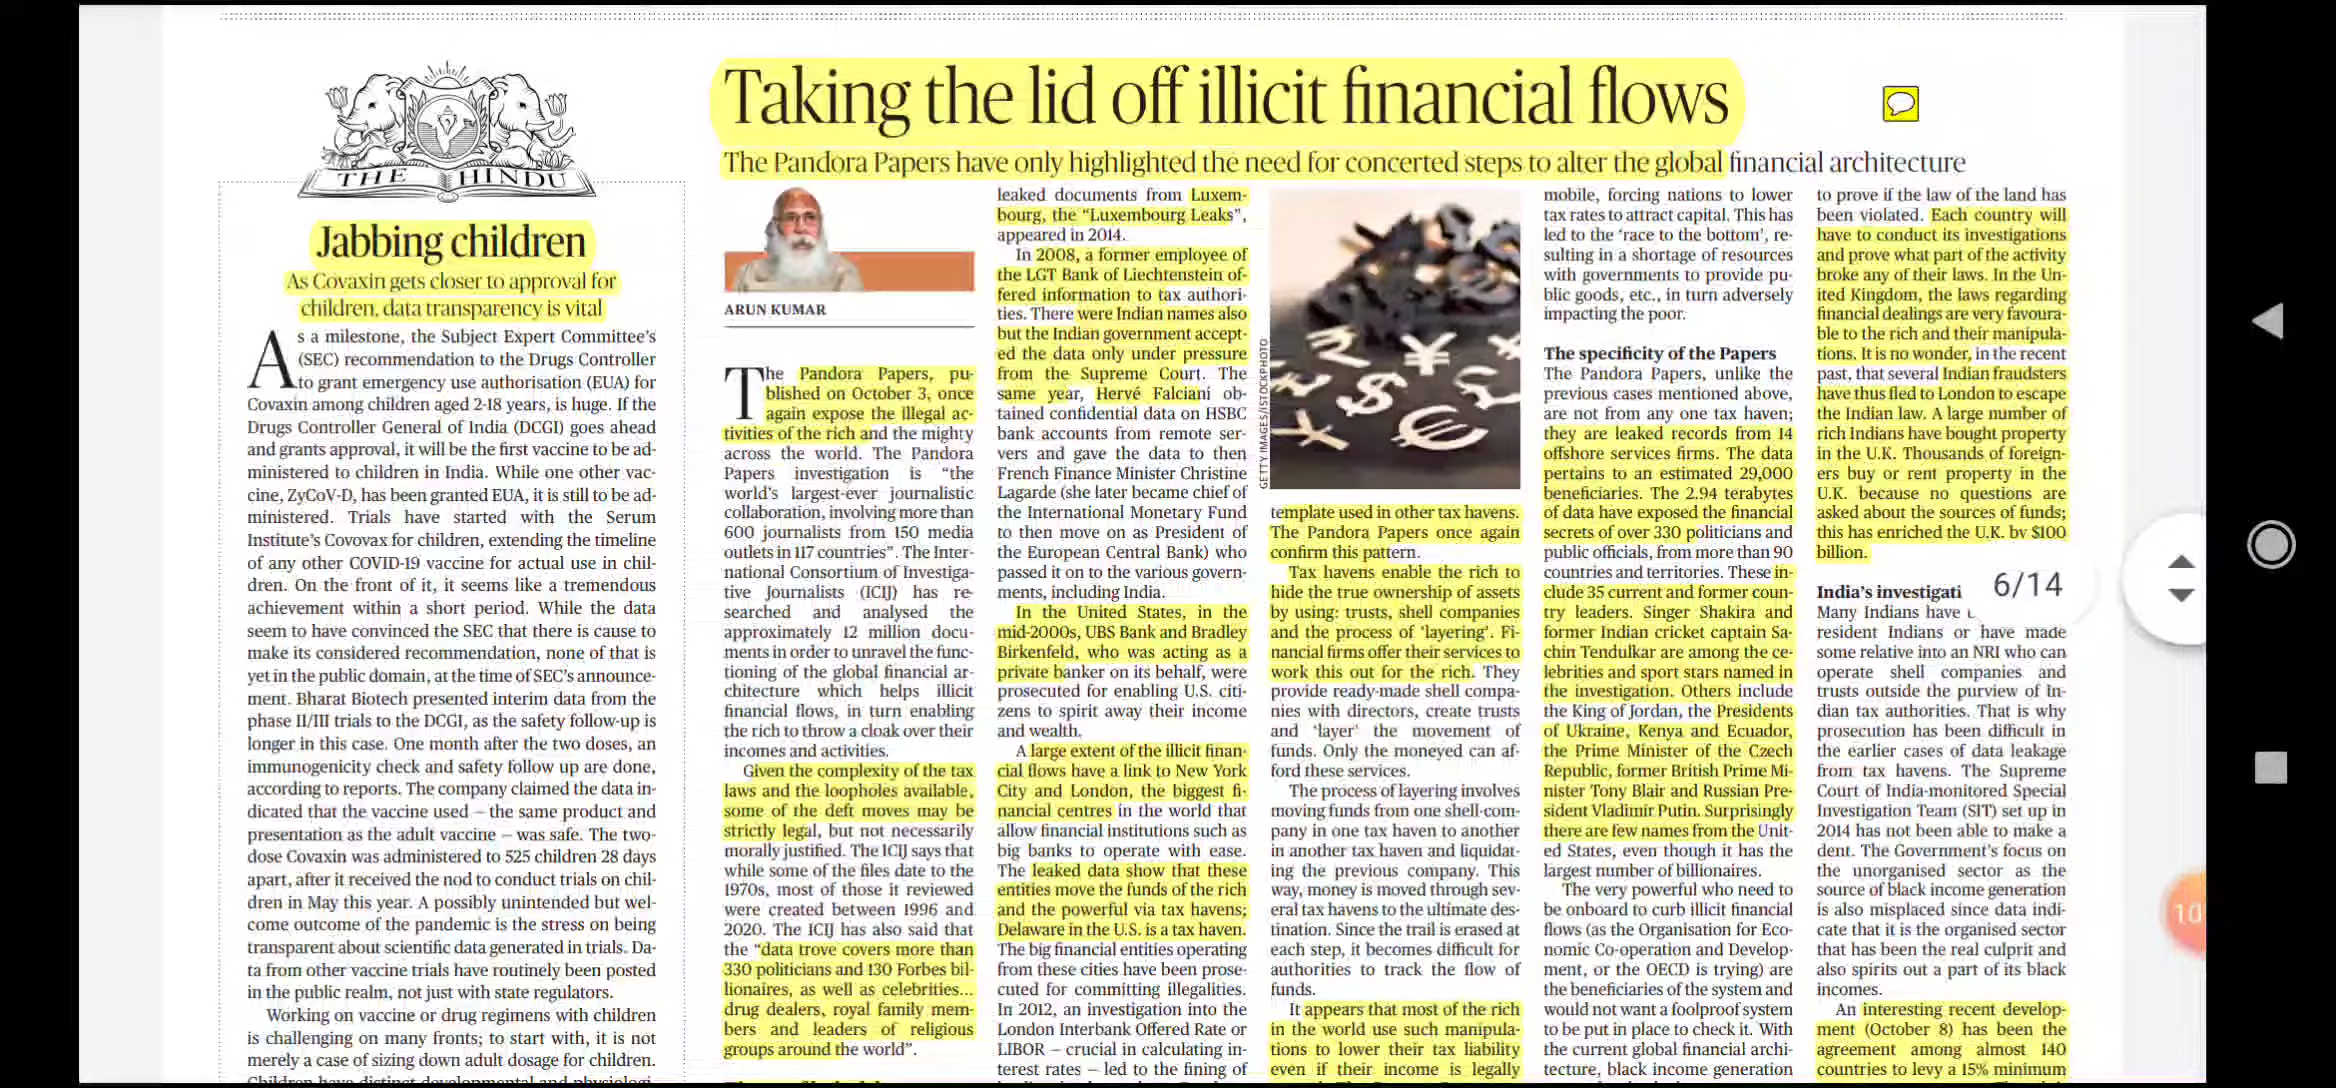 THE HINDU
Jabbing children
As Covaxin gets closer to approval for
children, data transparency is vital
As a milestone, the Subject Expert Committee's
(SEC) recommendation to the Drugs Controller
to grant emergency use authorisation (EUA) for
Covaxin among children aged 2-18 years, is huge. If the
Drugs Controller General of India (DCGI) goes ahead
and grants approval, it will be the first vaccine to be ad-
ministered to children in India. While one other vac-
cine, ZyCoV-D, has been granted EUA, it is still to be ad-
ministered. Trials have started with the Serum
Institute's Covovax for children, extending the timeline
of any other COVID-19 vaccine for actual use in chil-
dren. On the front of it, it seems like a tremendous
achievement within a short period. While the data
seem to have convinced the SEC that there is cause to
make its considered recommendation, none of that is
yet in the public domain, at the time of SEC's announce-
ment. Bharat Biotech presented interim data from the
phase II/III trials to the DCGI, as the safety follow-up is
longer in this case. One month after the two doses, an
immunogenicity check and safety follow up are done,
according to reports. The company claimed the data in-
dicated that the vaccine used – the same product and
presentation as the adult vaccine – was safe. The two-
dose Covaxin was administered to 525 children 28 days
apart, after it received the nod to conduct trials on chil-
dren in May this year. A possibly unintended but wel-
come outcome of the pandemic is the stress on being
transparent about scientific data generated in trials. Da-
ta from other vaccine trials have routinely been posted
in the public realm, not just with state regulators.
Working on vaccine or drug regimens with children
is challenging on many fronts; to start with, it is not
merely a case of sizing down adult dosage for children.
Children have distinct developmental and physiologi-
Taking the lid off illicit financial flows
The Pandora Papers have only highlighted the need for concerted steps to alter the global financial architecture
ARUN KUMAR
The Pandora Papers, pu-
blished on October 3, once
again expose the illegal ac-
tivities of the rich and the mighty
across the world. The Pandora
Papers investigation is "the
world's largest-ever journalistic
collaboration, involving more than
600 journalists from 150 media
outlets in 117 countries". The Inter-
national Consortium of Investiga-
tive Journalists (ICIJ) has re-
searched and analysed the
approximately 12 million docu-
ments in order to unravel the func-
tioning of the global financial ar-
chitecture which helps illicit
financial flows, in turn enabling
the rich to throw a cloak over their
incomes and activities.
Given the complexity of the tax
laws and the loopholes available,
some of the deft moves may be
strictly legal, but not necessarily
morally justified. The ICIJ says that
while some of the files date to the
1970s, most of those it reviewed
were created between 1996 and
2020. The ICIJ has also said that
the "data trove covers more than
330 politicians and 130 Forbes bil-
lionaires, as well as celebrities...
drug dealers, royal family mem-
bers and leaders of religious
groups around the world".
leaked documents from Luxem-
bourg, the "Luxembourg Leaks",
appeared in 2014.
In 2008, a former employee of
the LGT Bank of Liechtenstein of-
fered information to tax authori-
ties. There were Indian names also
but the Indian government accept-
ed the data only under pressure
from the Supreme Court. The
same year, Hervé Falciani ob-
tained confidential data on HSBC
bank accounts from remote ser-
vers and gave the data to then
French Finance Minister Christine
Lagarde (she later became chief of
the International Monetary Fund
to then move on as President of
the European Central Bank) who
passed it on to the various govern-
ments, including India.
In the United States, in the
mid-2000s, UBS Bank and Bradley
Birkenfeld, who was acting as a
private banker on its behalf, were
prosecuted for enabling U.S. citi-
zens to spirit away their income
and wealth.
A large extent of the illicit finan-
cial flows have a link to New York
City and London, the biggest fi-
nancial centres in the world that
allow financial institutions such as
big banks to operate with ease.
The leaked data show that these
entities move the funds of the rich
and the powerful via tax havens;
Delaware in the U.S. is a tax haven.
The big financial entities operating
from these cities have been prose-
cuted for committing illegalities.
In 2012, an investigation into the
London Interbank Offered Rate or
LIBOR – crucial in calculating in-
terest rates – led to the fining of
GETTY IMAGES/ISTOCKPHOTO
template used in other tax havens.
The Pandora Papers once again
confirm this pattern.
Tax havens enable the rich to
hide the true ownership of assets
by using: trusts, shell companies
and the process of 'layering'. Fi-
nancial firms offer their services to
work this out for the rich. They
provide ready-made shell compa-
nies with directors, create trusts
and 'layer' the movement of
funds. Only the moneyed can af-
ford these services.
The process of layering involves
moving funds from one shell-com-
pany in one tax haven to another
in another tax haven and liquidat-
ing the previous company. This
way, money is moved through sev-
eral tax havens to the ultimate des-
tination. Since the trail is erased at
each step, it becomes difficult for
authorities to track the flow of
funds.
It appears that most of the rich
in the world use such manipula-
tions to lower their tax liability
even if their income is legally
mobile, forcing nations to lower
tax rates to attract capital. This has
led to the 'race to the bottom', re-
sulting in a shortage of resources
with governments to provide pu-
blic goods, etc., in turn adversely
impacting the poor.
The specificity of the Papers
The Pandora Papers, unlike the
previous cases mentioned above,
are not from any one tax haven;
they are leaked records from 14
offshore services firms. The data
pertains to an estimated 29,000
beneficiaries. The 2.94 terabytes
of data have exposed the financial
secrets of over 330 politicians and
public officials, from more than 90
countries and territories. These in-
clude 35 current and former coun-
try leaders. Singer Shakira and
former Indian cricket captain Sa-
chin Tendulkar are among the ce-
lebrities and sport stars named in
the investigation. Others include
the King of Jordan, the Presidents
of Ukraine, Kenya and Ecuador,
the Prime Minister of the Czech
Republic, former British Prime Mi-
nister Tony Blair and Russian Pre-
sident Vladimir Putin. Surprisingly
there are few names from the Unit-
ed States, even though it has the
largest number of billionaires.
The very powerful who need to
be onboard to curb illicit financial
flows (as the Organisation for Eco-
nomic Co-operation and Develop-
ment, or the OECD is trying) are
the beneficiaries of the system and
would not want a foolproof system
to be put in place to check it. With
the current global financial archi-
tecture, black income generation
to prove if the law of the land has
been violated. Each country will
have to conduct its investigations
and prove what part of the activity
broke any of their laws. In the Un-
ited Kingdom, the laws regarding
financial dealings are very favoura-
ble to the rich and their manipula-
tions. It is no wonder, in the recent
past, that several Indian fraudsters
have thus fled to London to escape
the Indian law. A large number of
rich Indians have bought property
in the U.K. Thousands of foreign-
ers buy or rent property in the
U.K. because no questions are
asked about the sources of funds;
this has enriched the U.K. by $100
billion.
India's investigati
Many Indians have
resident Indians or have made
some relative into an NRI who can
operate shell companies and
trusts outside the purview of In-
dian tax authorities. That is why
prosecution has been difficult in
the earlier cases of data leakage
from tax havens. The Supreme
Court of India-monitored Special
Investigation Team (SIT) set up in
2014 has not been able to make a
dent. The Government's focus on
the unorganised sector as the
source of black income generation
is also misplaced since data indi-
cate that it is the organised sector
that has been the real culprit and
also spirits out a part of its black
incomes.
An interesting recent develop-
ment (October 8) has been the
agreement among almost 140
countries to levy a 15% minimum
6/14
10